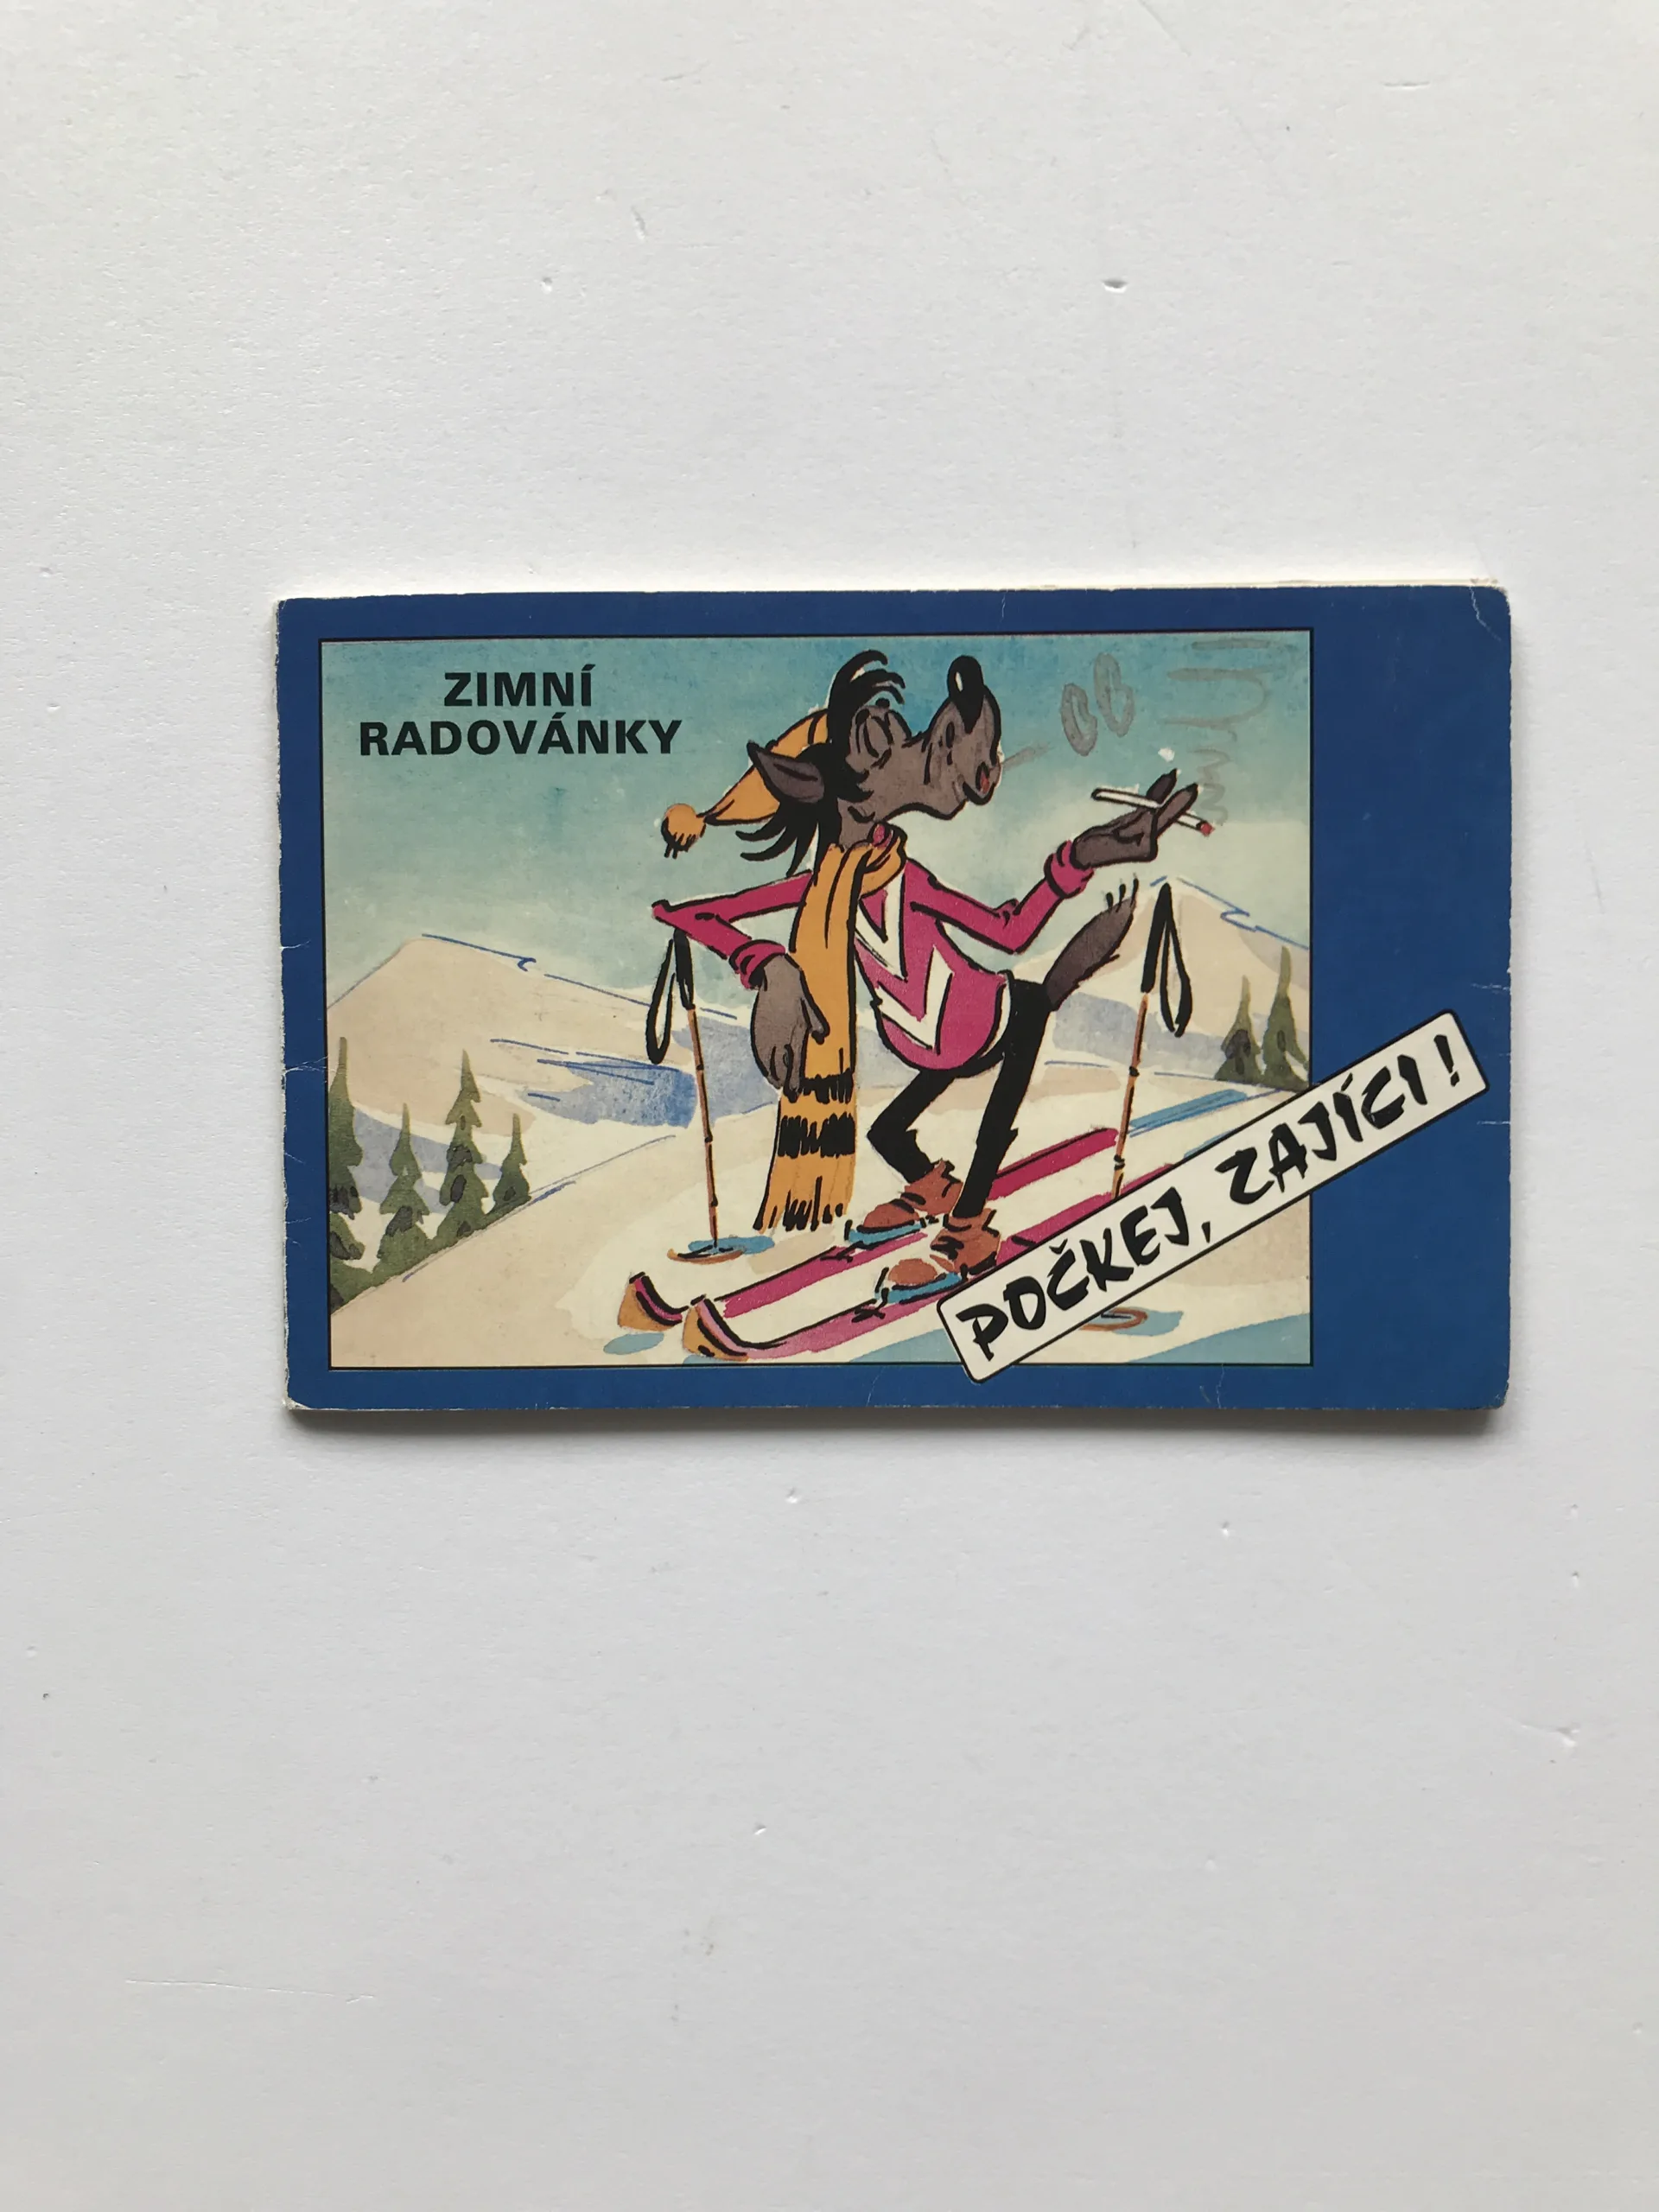 ZIMNÍ
RADOVÁNKY
POČKEJ, ZAJÍCI !